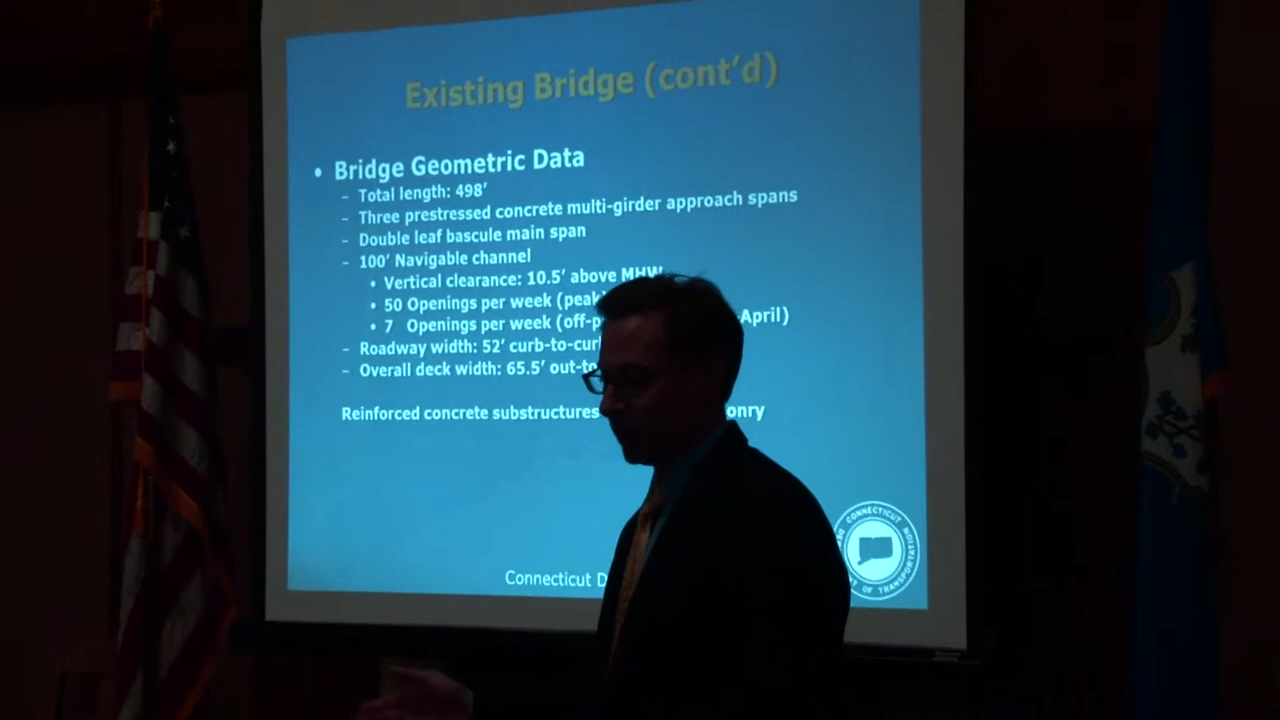 Existing Bridge (cont'd)
• Bridge Geometric Data
– Total length: 498'
– Three prestressed concrete multi-girder approach spans
– Double leaf bascule main span
– 100' Navigable channel
• Vertical clearance: 10.5' above MHW
• 50 Openings per week (peak)
• 7 Openings per week (off-p April)
– Roadway width: 52' curb-to-curb
– Overall deck width: 65.5' out-to
Reinforced concrete substructures onry
Connecticut D
CONNECTICUT
OF TRANSPORTATION